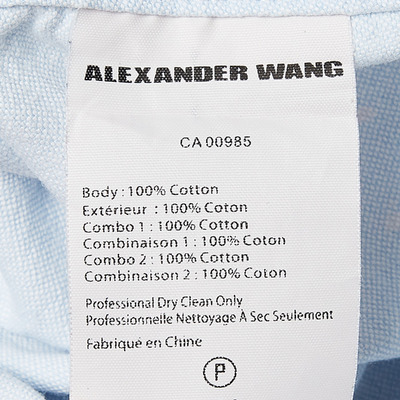 ALEXANDER WANG
CA 00985
Body : 100% Cotton
Extérieur : 100% Coton
Combo 1 : 100% Cotton
Combinaison 1 : 100% Coton
Combo 2 : 100% Cotton
Combinaison 2 : 100% Coton
Professional Dry Clean Only
Professionnelle Nettoyage À Sec Seulement
Fabriqué en Chine
P